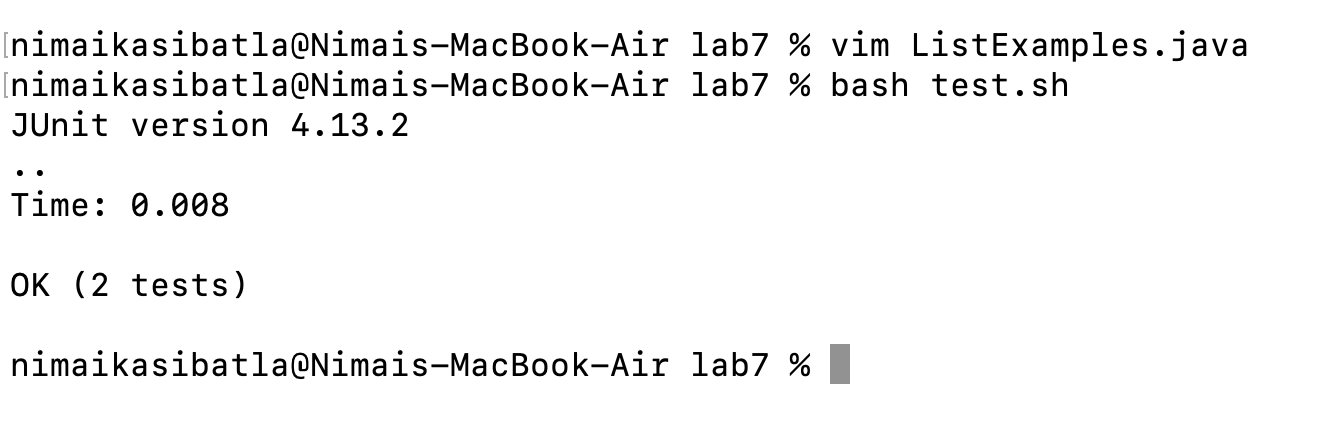 [nimaikasibatla@Nimais-MacBook-Air lab7 % vim ListExamples.java
[nimaikasibatla@Nimais-MacBook-Air lab7 % bash test.sh
JUnit version 4.13.2
..
Time: 0.008
OK (2 tests)
nimaikasibatla@Nimais-MacBook-Air lab7 %